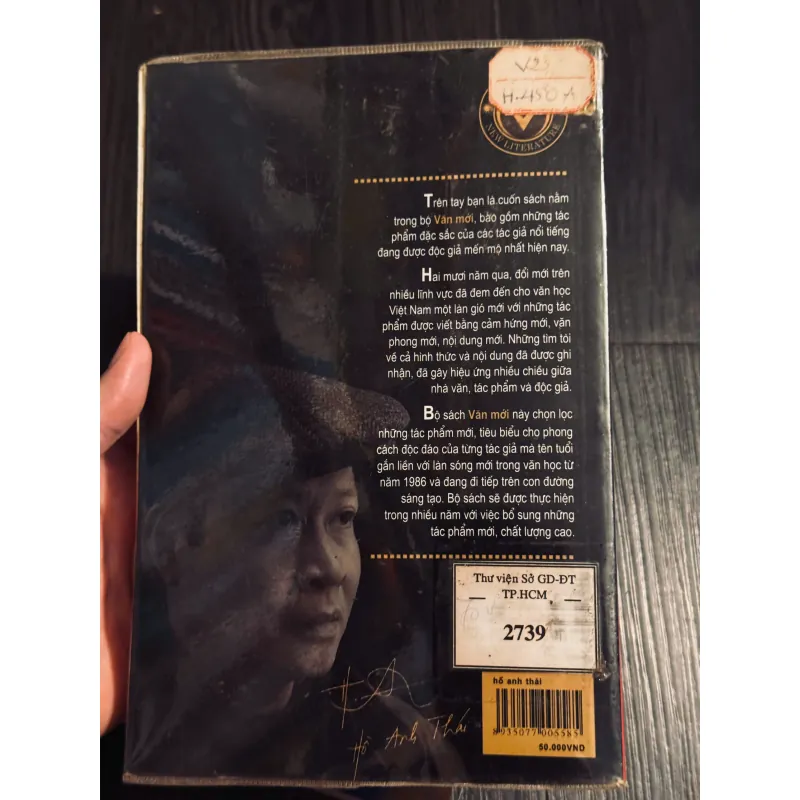 V23
H.450 A
NEW LITERATURE
Trên tay bạn là cuốn sách nằm
trong bộ Văn mới, bao gồm những tác
phẩm đặc sắc của các tác giả nổi tiếng
đang được độc giả mến mộ nhất hiện nay.
Hai mươi năm qua, đổi mới trên
nhiều lĩnh vực đã đem đến cho văn học
Việt Nam một làn gió mới với những tác
phẩm được viết bằng cảm hứng mới, văn
phong mới, nội dung mới. Những tìm tòi
về cả hình thức và nội dung đã được ghi
nhận, đã gây hiệu ứng nhiều chiều giữa
nhà văn, tác phẩm và độc giả.
Bộ sách Văn mới này chọn lọc
những tác phẩm mới, tiêu biểu cho phong
cách độc đáo của từng tác giả mà tên tuổi
gắn liền với làn sóng mới trong văn học từ
năm 1986 và đang đi tiếp trên con đường
sáng tạo. Bộ sách sẽ được thực hiện
trong nhiều năm với việc bổ sung những
tác phẩm mới, chất lượng cao.
Thư viện Sở GD-ĐT
TP.HCM
2739
hồ anh thái
8935077006585
50.000VND
Hồ Anh Thái